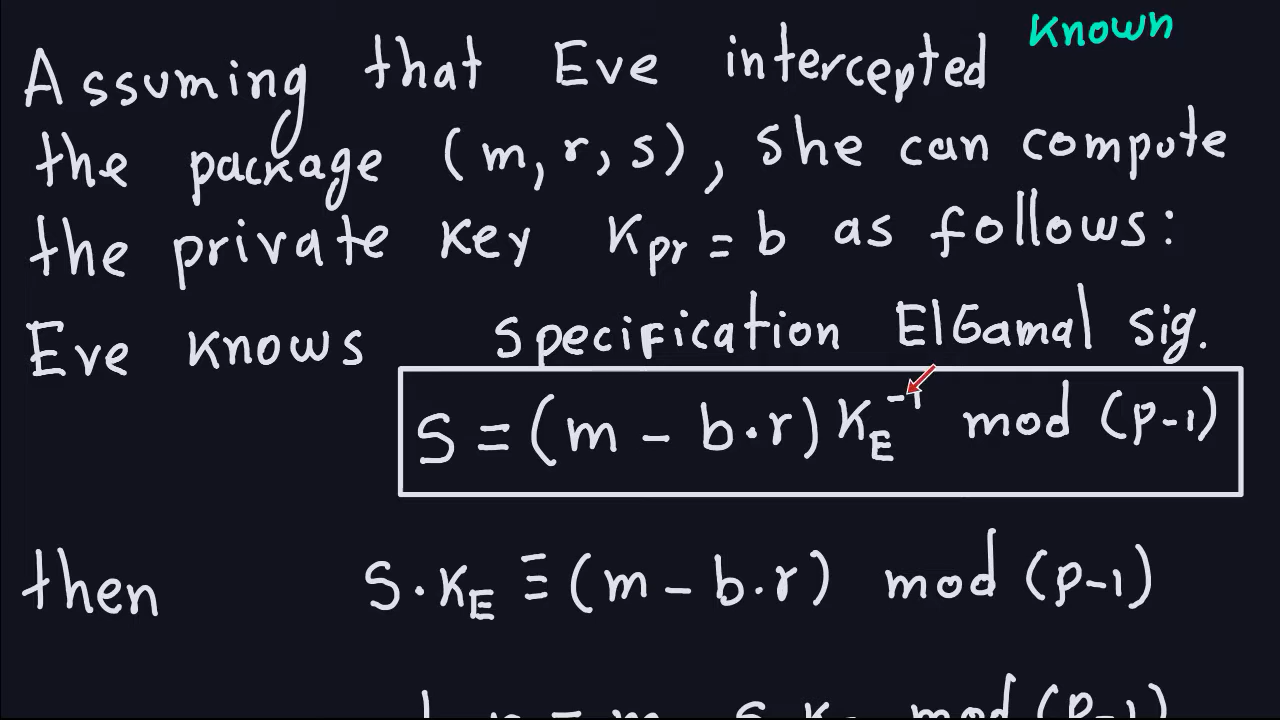 Known
Assuming that Eve intercepted
the package (m, r, s), she can compute
the private key Kpr = b as follows:
Eve knows Specification ElGamal sig.
S = (m - b·r) K_E^-1 mod (p-1)
then S·K_E ≡ (m - b·r) mod (p-1)